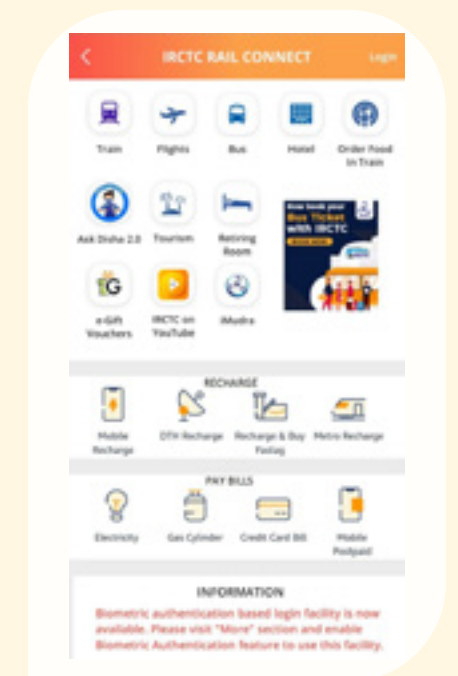 IRCTC RAIL CONNECT Login
Train Flights Bus Hotel Order Food
In Train
Now book your
Bus Ticket
with IRCTC
BOOK NOW
Ask Disha 2.0 Tourism Retiring
Room
G
e-Gift IRCTC on iMudra
Vouchers YouTube
RECHARGE
Mobile DTH Recharge Recharge & Buy Metro Recharge
Recharge Fastag
PAY BILLS
Electricity Gas Cylinder Credit Card Bill Mobile
Postpaid
INFORMATION
Biometric authentication based login facility is now
available. Please visit "More" section and enable
Biometric Authentication feature to use this facility.